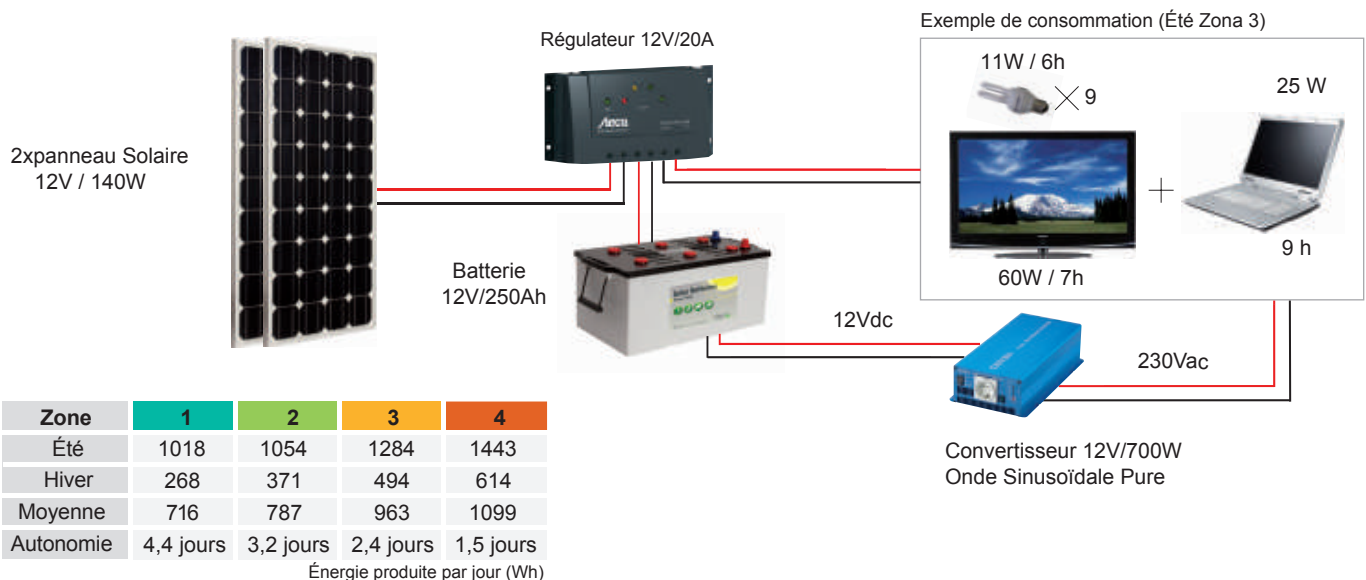 Exemple de consommation (Été Zona 3)
Régulateur 12V/20A
11W / 6h
9
25 W
2xpanneau Solaire
12V / 140W
9 h
60W / 7h
Batterie
12V/250Ah
12Vdc
230Vac
Convertisseur 12V/700W
Onde Sinusoïdale Pure
Zone 1 2 3 4
Été 1018 1054 1284 1443
Hiver 268 371 494 614
Moyenne 716 787 963 1099
Autonomie 4,4 jours 3,2 jours 2,4 jours 1,5 jours
Énergie produite par jour (Wh)